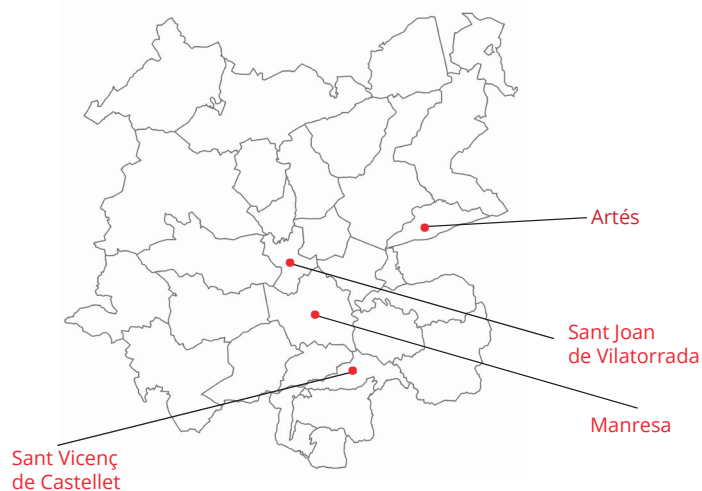 Artés
Sant Joan
de Vilatorrada
Manresa
Sant Vicenç
de Castellet